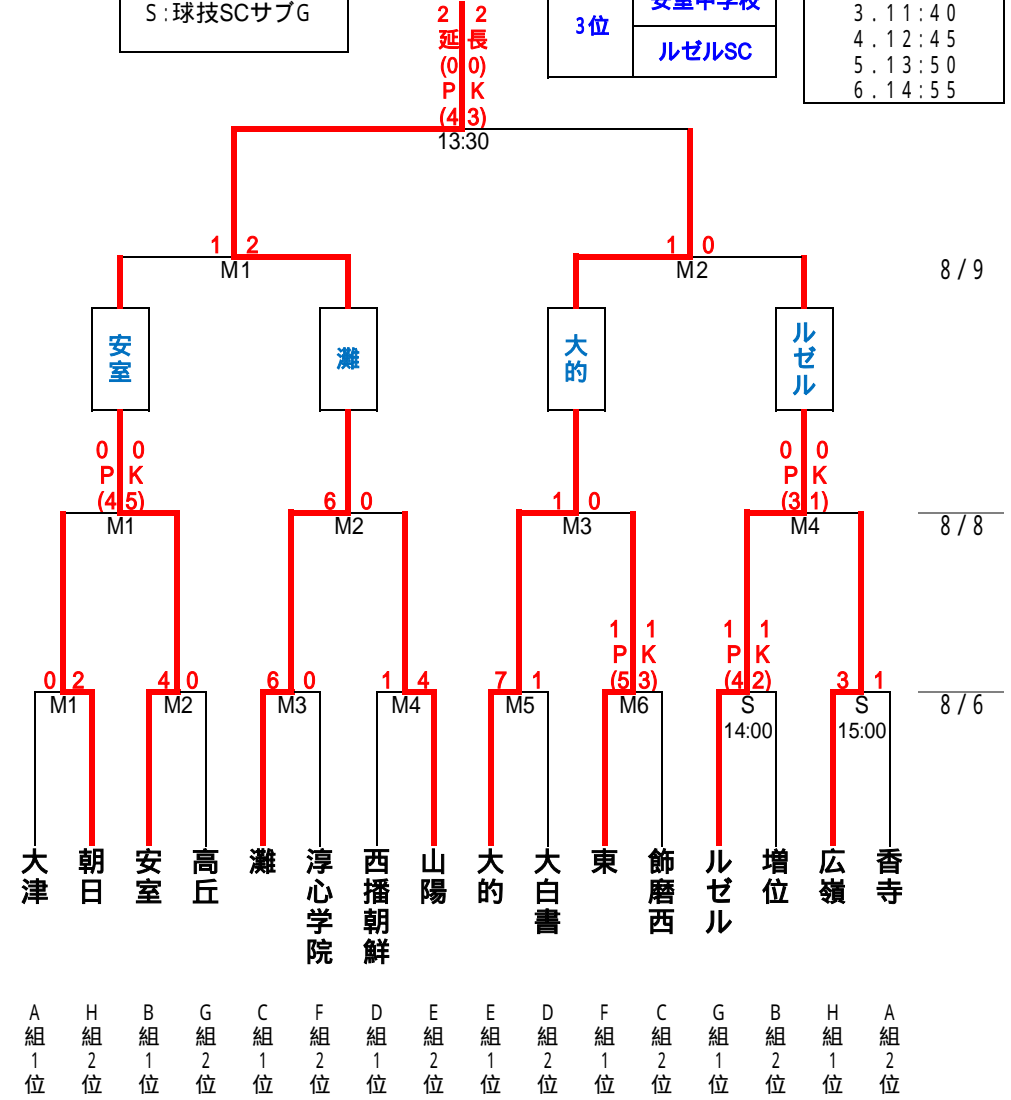 S:球技SCサブG
安室中学校
3位
ルゼルSC
3.11:40
4.12:45
5.13:50
6.14:55
2 2
延長
(0 0)
P K
(4 3)
13:30
1 2
M1
1 0
M2
8/9
安室
灘
大的
ルゼル
0 0
P K
(4 5)
M1
6 0
M2
1 0
M3
0 0
P K
(3 1)
M4
8/8
0 2
M1
4 0
M2
6 0
M3
1 4
M4
7 1
M5
1 1
P K
(5 3)
M6
1 1
P K
(4 2)
S
14:00
3 1
S
15:00
8/6
大津
朝日
安室
高丘
灘
淳心学院
西播朝鮮
山陽
大的
大白書
東
飾磨西
ルゼル
増位
広嶺
香寺
A組1位
H組2位
B組1位
G組2位
C組1位
F組2位
D組1位
E組2位
E組1位
D組2位
F組1位
C組2位
G組1位
B組2位
H組1位
A組2位